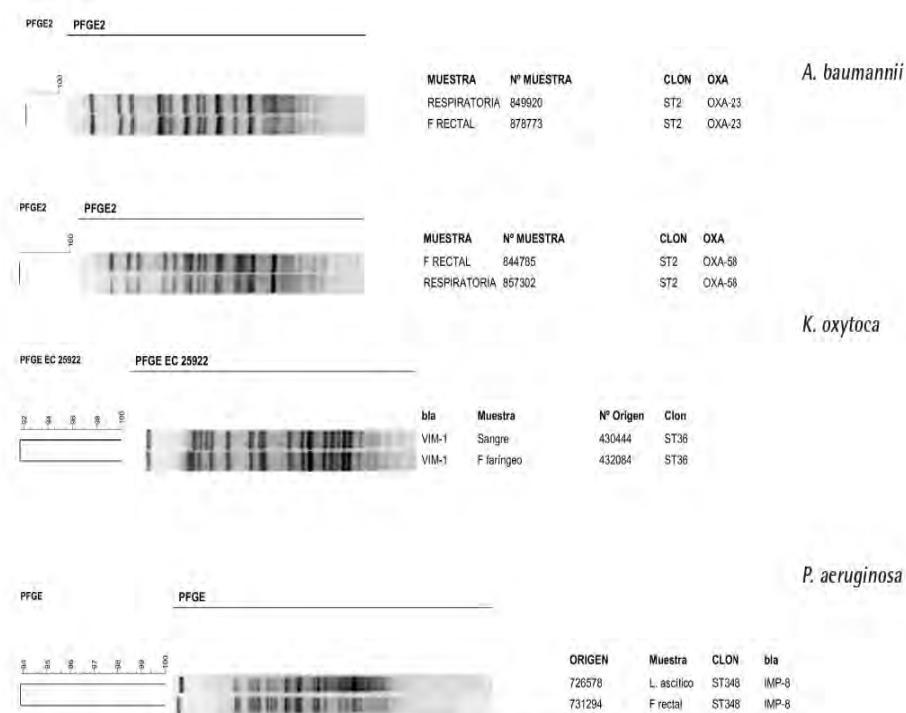 PFGE2 PFGE2
100
A. baumannii
MUESTRA Nº MUESTRA CLON OXA
RESPIRATORIA 849920 ST2 OXA-23
F RECTAL 878773 ST2 OXA-23
PFGE2 PFGE2
100
MUESTRA Nº MUESTRA CLON OXA
F RECTAL 844785 ST2 OXA-58
RESPIRATORIA 857302 ST2 OXA-58
K. oxytoca
PFGE EC 25922 PFGE EC 25922
92 94 96 98 100
bla Muestra Nº Origen Clon
VIM-1 Sangre 430444 ST36
VIM-1 F faríngeo 432084 ST36
P. aeruginosa
PFGE PFGE
94 95 96 97 98 99 100
ORIGEN Muestra CLON bla
726578 L. ascítico ST348 IMP-8
731294 F rectal ST348 IMP-8